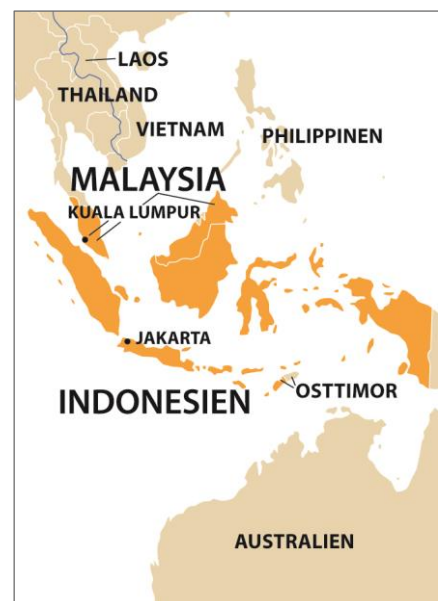 LAOS
THAILAND
VIETNAM
PHILIPPINEN
MALAYSIA
KUALA LUMPUR
JAKARTA
INDONESIEN
OSTTIMOR
AUSTRALIEN